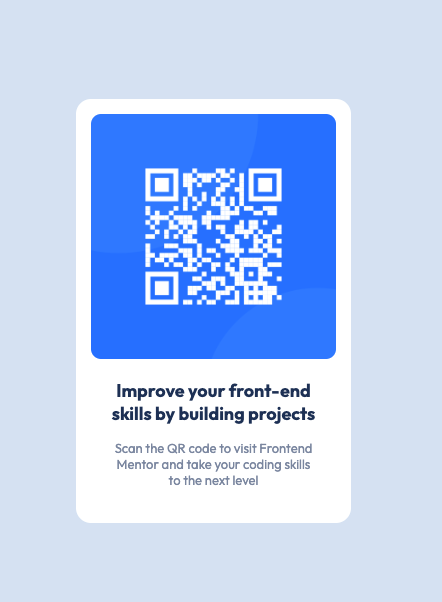 Improve your front-end
skills by building projects
Scan the QR code to visit Frontend
Mentor and take your coding skills
to the next level